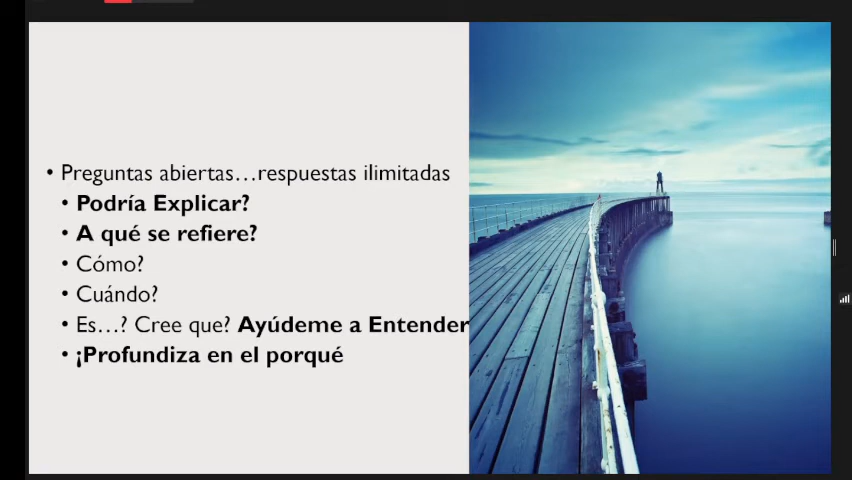 • Preguntas abiertas…respuestas ilimitadas
• Podría Explicar?
• A qué se refiere?
• Cómo?
• Cuándo?
• Es…? Cree que? Ayúdeme a Entender
• ¡Profundiza en el porqué